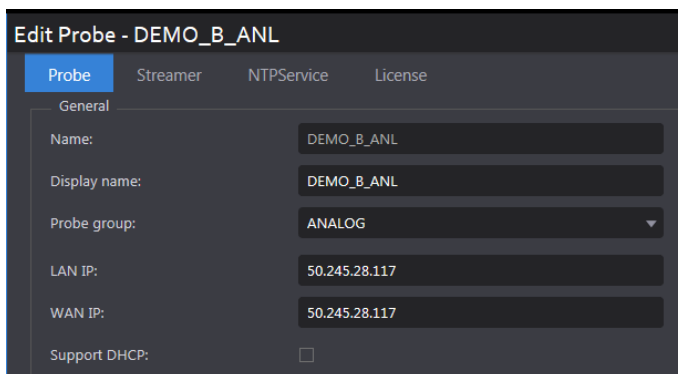 Edit Probe - DEMO_B_ANL
Probe Streamer NTPService License
General
Name: DEMO_B_ANL
Display name: DEMO_B_ANL
Probe group: ANALOG
LAN IP: 50.245.28.117
WAN IP: 50.245.28.117
Support DHCP: